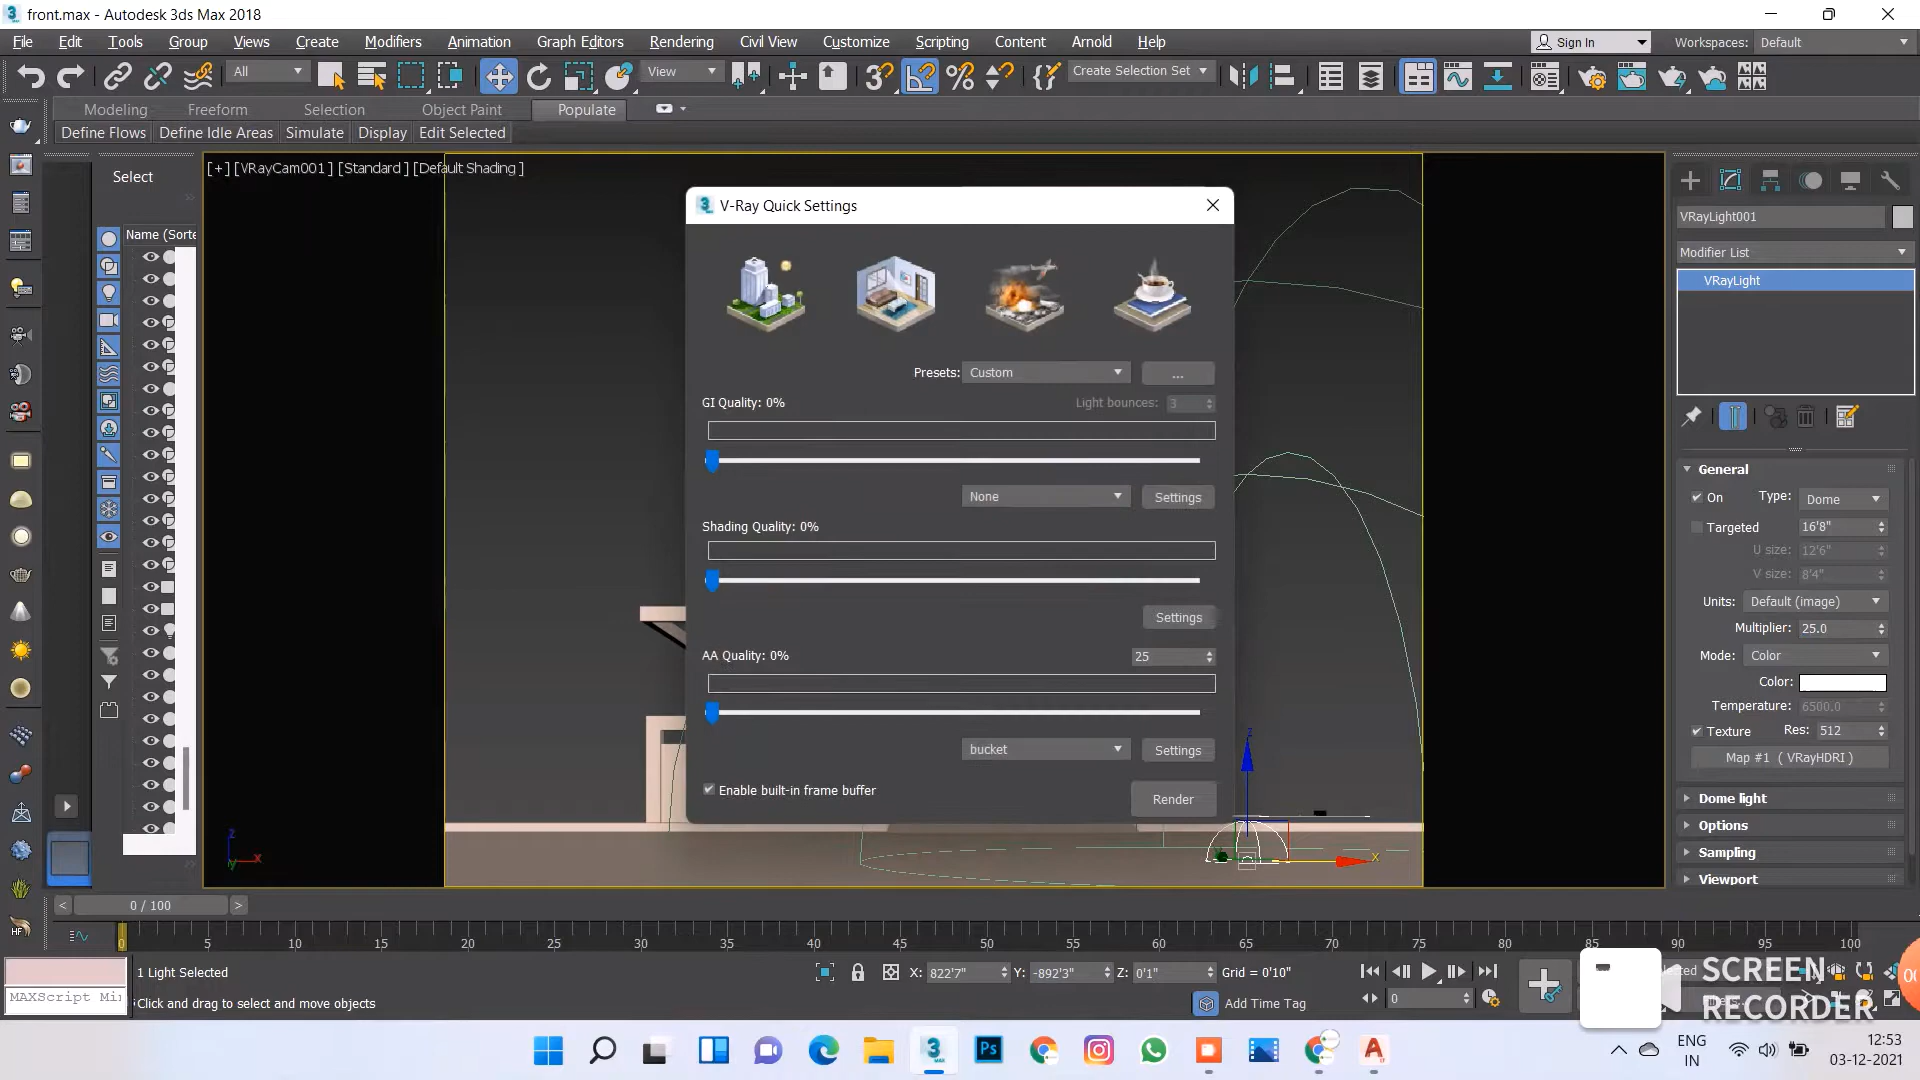 front.max - Autodesk 3ds Max 2018
File Edit Tools Group Views Create Modifiers Animation Graph Editors Rendering Civil View Customize Scripting Content Arnold Help
Sign In
Workspaces: Default
All
View
Create Selection Set
Modeling Freeform Selection Object Paint Populate
Define Flows Define Idle Areas Simulate Display Edit Selected
Select
Name (Sorte
[+] [VRayCam001 ] [Standard ] [Default Shading ]
V-Ray Quick Settings
Presets: Custom ...
GI Quality: 0% Light bounces: 3
None Settings
Shading Quality: 0%
Settings
AA Quality: 0% 25
bucket Settings
Enable built-in frame buffer
Render
VRayLight001
Modifier List
VRayLight
General
On Type: Dome
Targeted 16'8"
U size: 12'6"
V size: 8'4"
Units: Default (image)
Multiplier: 25.0
Mode: Color
Color:
Temperature: 6500.0
Texture Res: 512
Map #1 ( VRayHDRI )
Dome light
Options
Sampling
Viewport
z
x
y
z
x
< 0 / 100 >
0 5 10 15 20 25 30 35 40 45 50 55 60 65 70 75 80 85 90 95 100
1 Light Selected
X: 822'7" Y: -892'3" Z: 0'1" Grid = 0'10"
MAXScript Mi
Click and drag to select and move objects
Add Time Tag
0
SCREEN
RECORDER
ENG
IN
12:53
03-12-2021